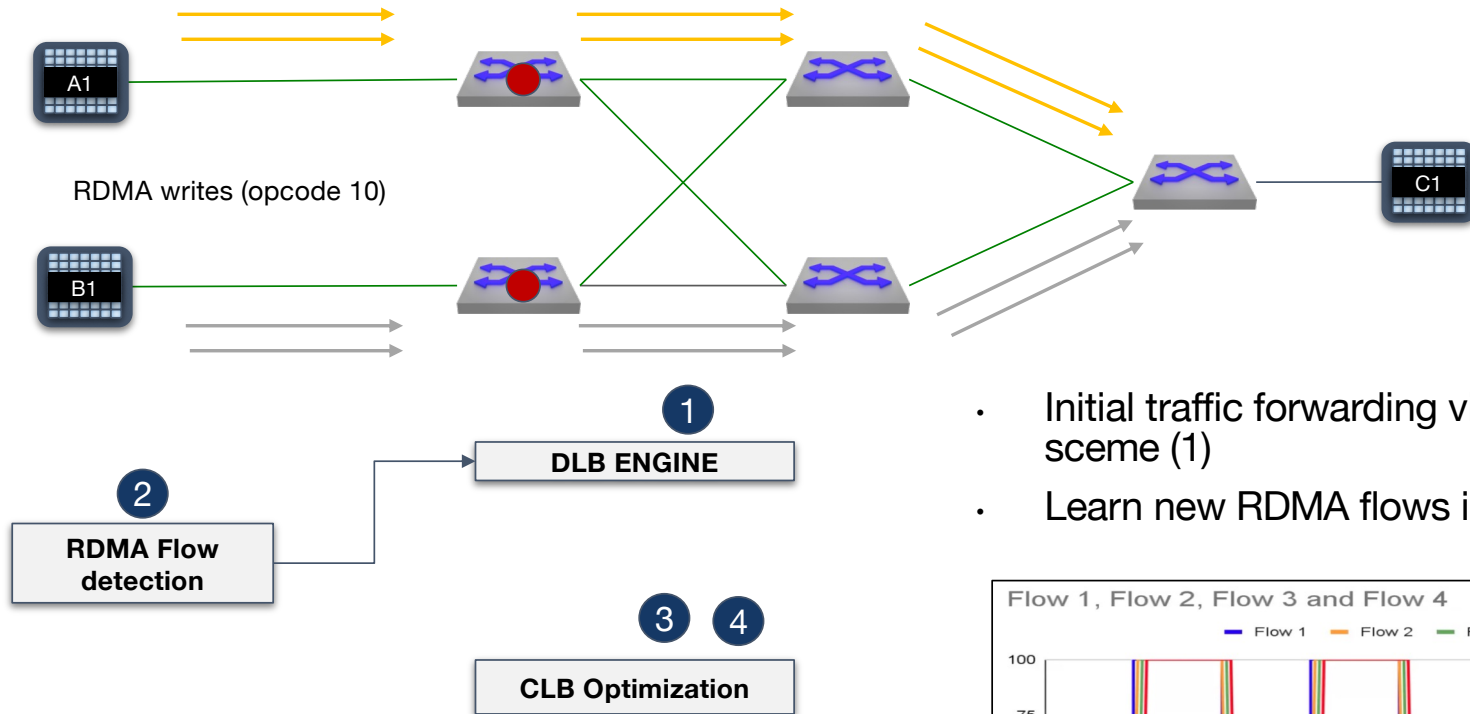 A1
C1
RDMA writes (opcode 10)
B1
1
DLB ENGINE
2
RDMA Flow
detection
3 4
CLB Optimization
• Initial traffic forwarding
sceme (1)
• Learn new RDMA flows
Flow 1, Flow 2, Flow 3 and Flow 4
Flow 1 Flow 2
100
75